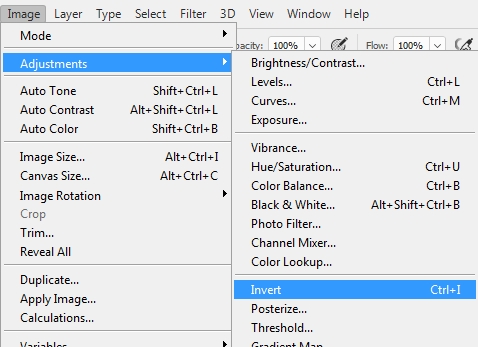 Image Layer Type Select Filter 3D View Window Help
Mode
pacity: 100% Flow: 100%
Adjustments
Auto Tone Shift+Ctrl+L
Auto Contrast Alt+Shift+Ctrl+L
Auto Color Shift+Ctrl+B
Image Size... Alt+Ctrl+I
Canvas Size... Alt+Ctrl+C
Image Rotation
Crop
Trim...
Reveal All
Duplicate...
Apply Image...
Calculations...
Variables
Brightness/Contrast...
Levels... Ctrl+L
Curves... Ctrl+M
Exposure...
Vibrance...
Hue/Saturation... Ctrl+U
Color Balance... Ctrl+B
Black & White... Alt+Shift+Ctrl+B
Photo Filter...
Channel Mixer...
Color Lookup...
Invert Ctrl+I
Posterize...
Threshold...
Gradient Map